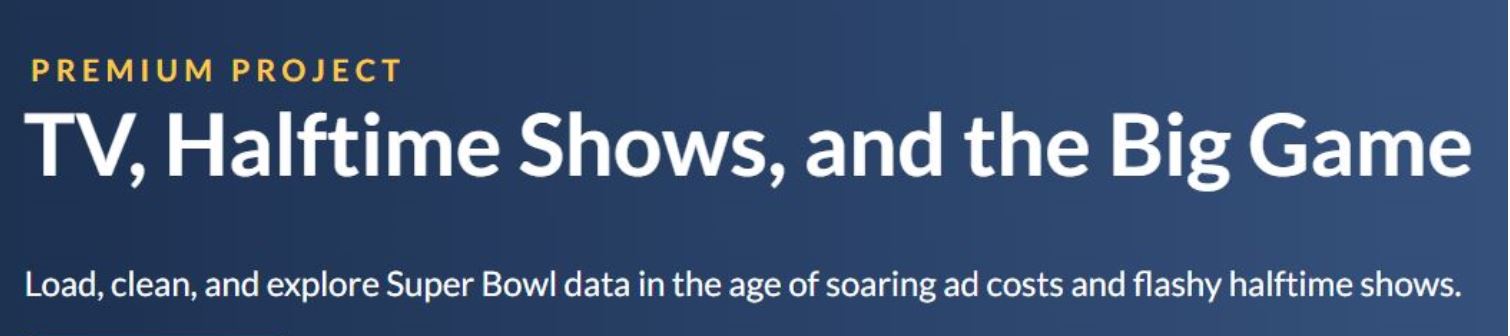 PREMIUM PROJECT
TV, Halftime Shows, and the Big Game
Load, clean, and explore Super Bowl data in the age of soaring ad costs and flashy halftime shows.